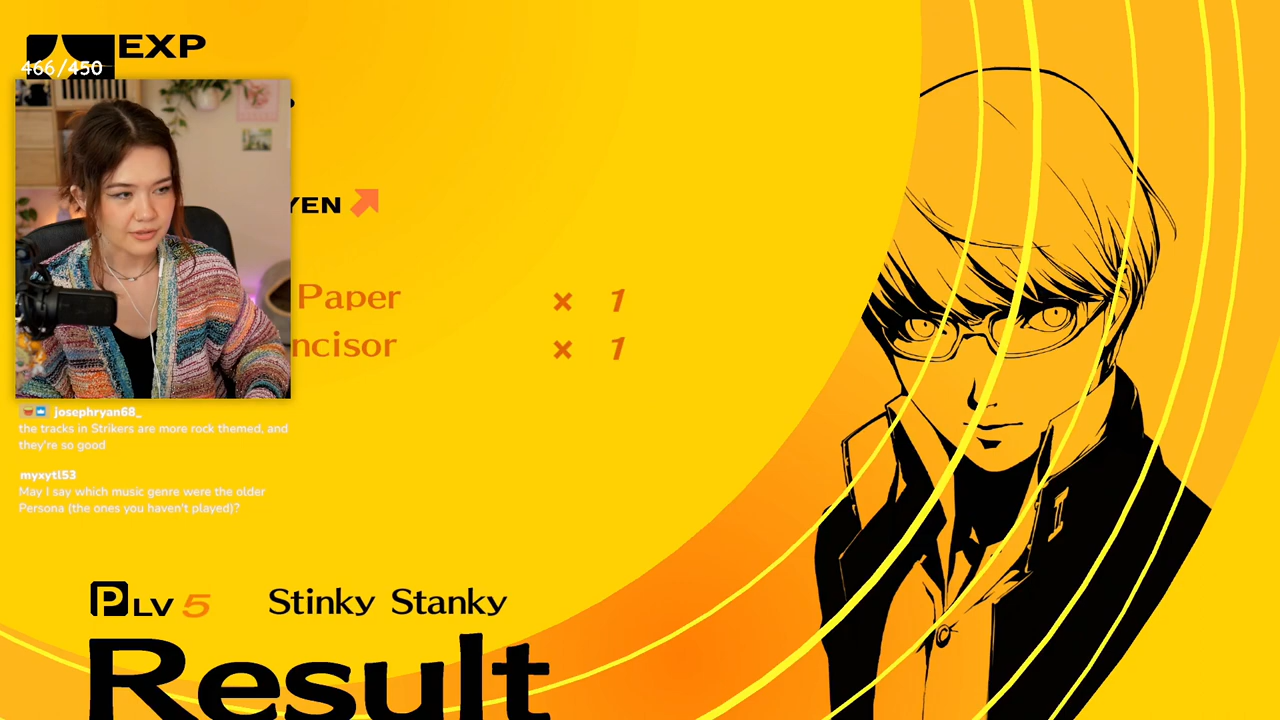 EXP
466/450
YEN
Paper × 1
ncisor × 1
josephryan68_
the tracks in Strikers are more rock themed, and
they're so good
myxytl53
May I say which music genre were the older
Persona (the ones you haven't played)?
P LV 5 Stinky Stanky
Result